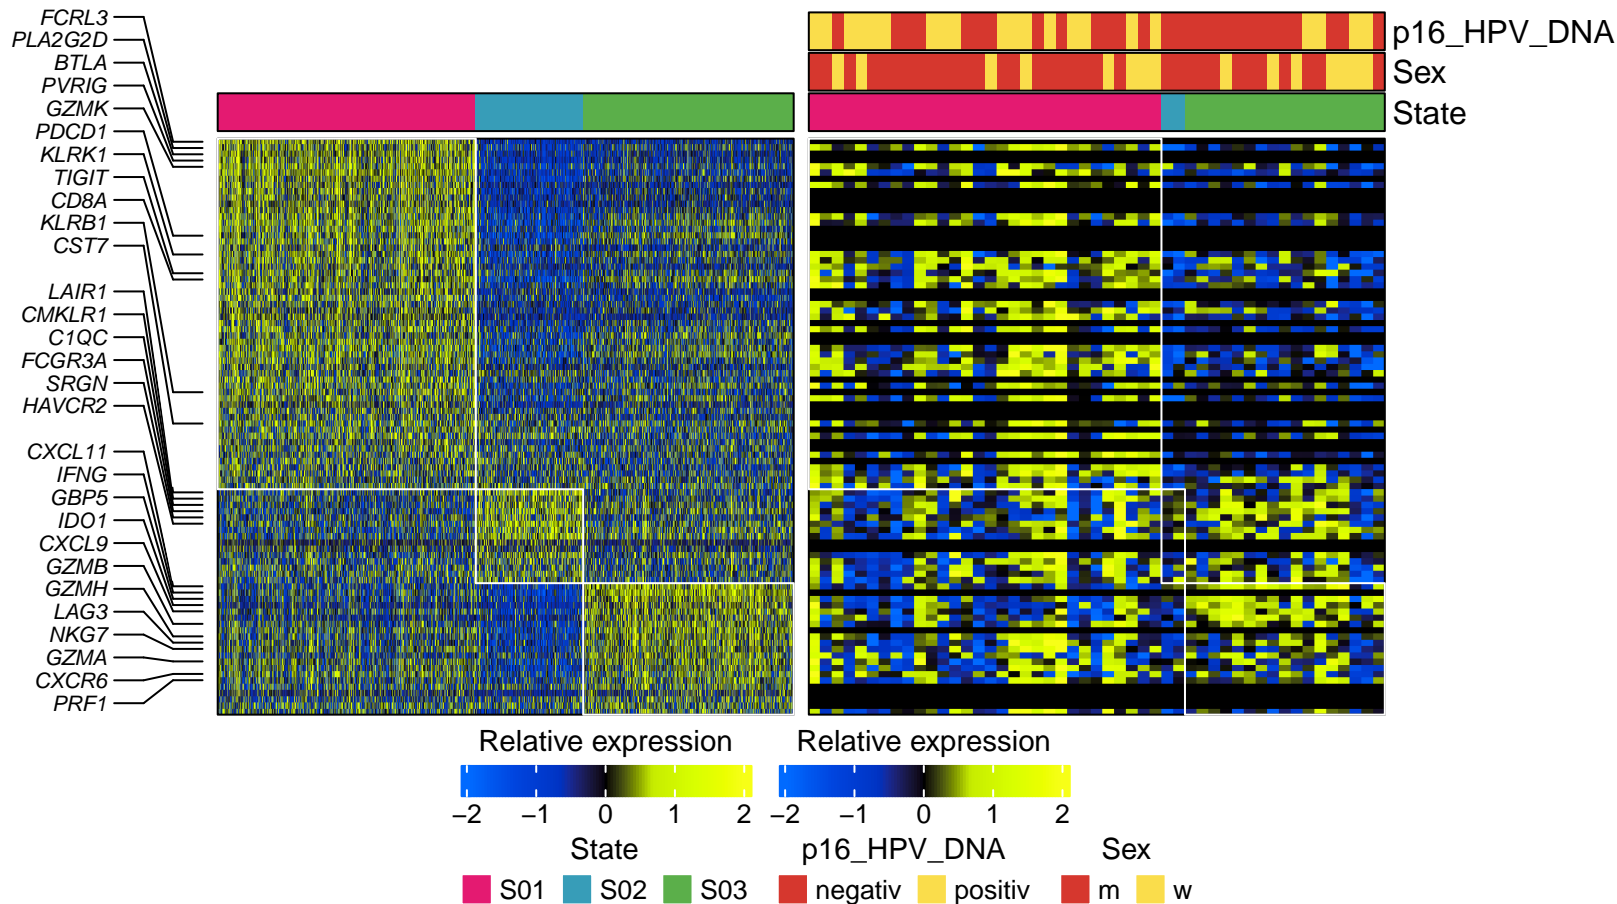 FCRL3
PLA2G2D
BTLA
PVRIG
GZMK
PDCD1
KLRK1
TIGIT
CD8A
KLRB1
CST7
LAIR1
CMKLR1
C1QC
FCGR3A
SRGN
HAVCR2
CXCL11
IFNG
GBP5
IDO1
CXCL9
GZMB
GZMH
LAG3
NKG7
GZMA
CXCR6
PRF1
p16_HPV_DNA
Sex
State
Relative expression Relative expression
−2 −1 0 1 2 −2 −1 0 1 2
State p16_HPV_DNA Sex
S01 S02 S03 negativ positiv m w